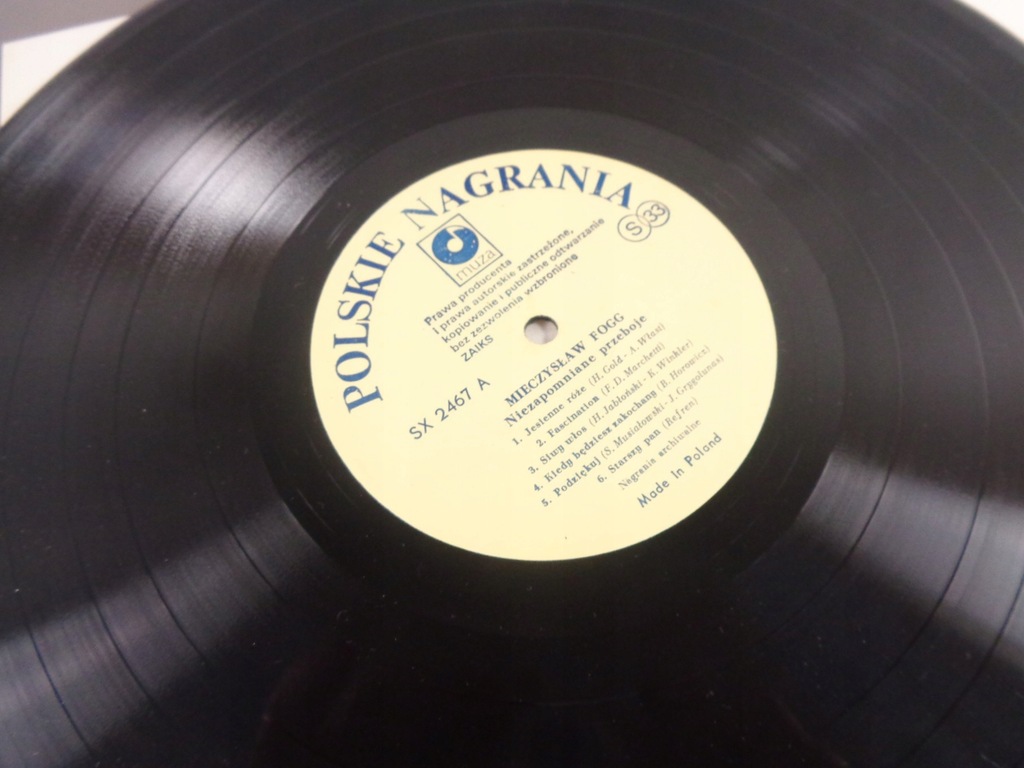 POLSKIE NAGRANIA
muza
S 33
Prawa producenta
i prawa autorskie zastrzeżone,
kopiowanie i publiczne odtwarzanie
bez zezwolenia wzbronione
ZAIKS
SX 2467 A
MIECZYSŁAW FOGG
Niezapomniane przeboje
1. Jesienne róże (H. Gold - A. Włast)
2. Fascination (F. D. Marchetti)
3. Siwy włos (H. Jabłoński - K. Winkler)
4. Kiedy będziesz zakochany (B. Horowicz)
5. Podziękuj (S. Musiałowski - J.
6. Starszy pan (Refren)
Nagrania archiwalne
Made in Poland